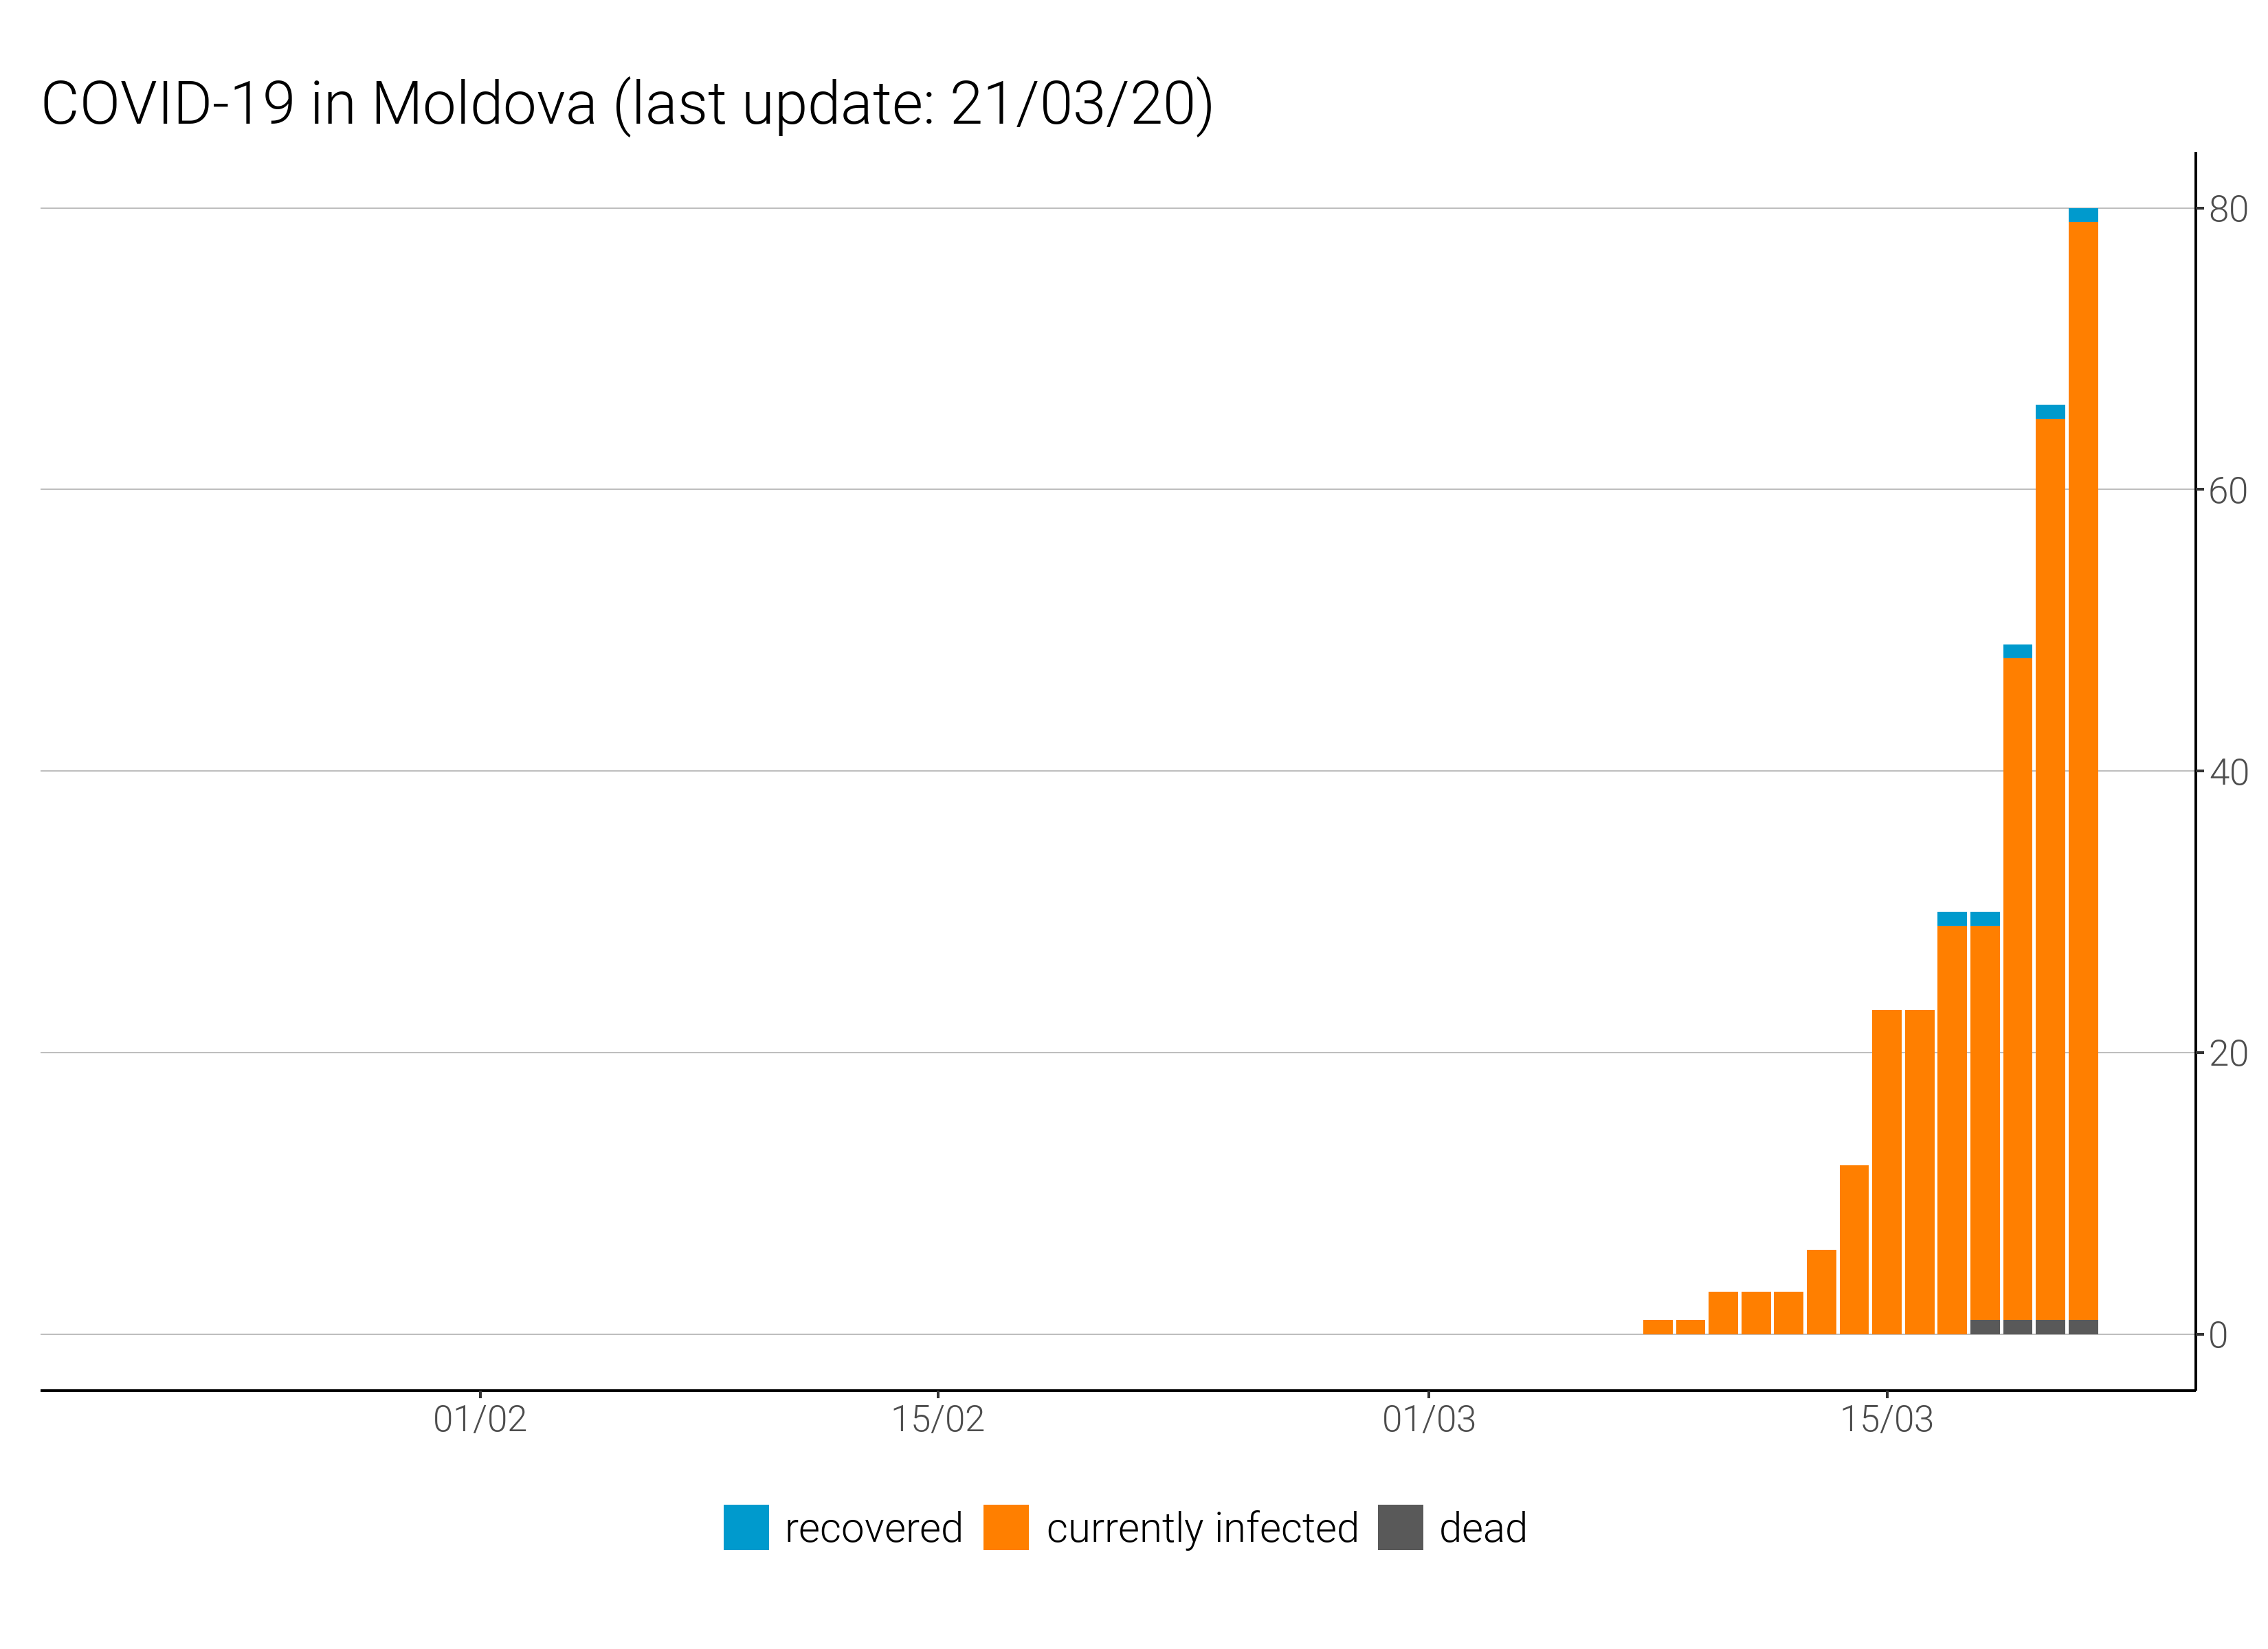 COVID-19 in Moldova (last update: 21/03/20)
80
60
40
20
0
01/02 15/02 01/03 15/03
recovered currently infected dead